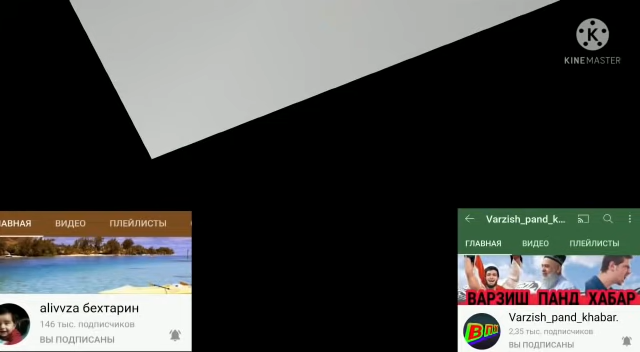 K
KINEMASTER
АВНАЯ ВИДЕО ПЛЕЙЛИСТЫ
alivvza бехтарин
146 тыс. подписчиков
ВЫ ПОДПИСАНЫ
Varzish_pand_k...
ГЛАВНАЯ ВИДЕО ПЛЕЙЛИСТЫ
ВАРЗИШ ПАНД ХАБАР
Varzish_pand_khabar.
2,35 тыс. подписчиков
ВЫ ПОДПИСАНЫ